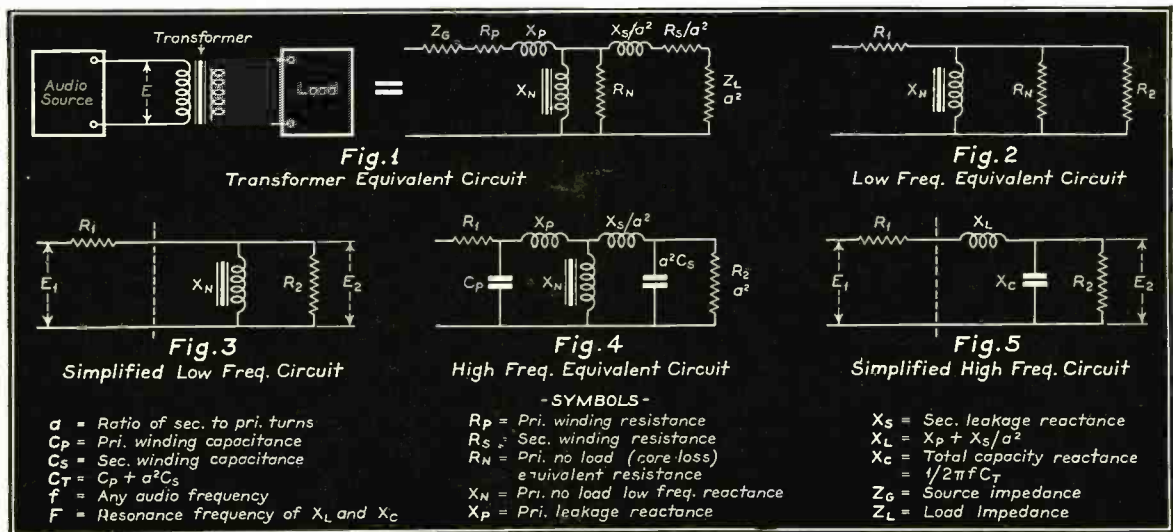 Transformer
Audio
Source
E
Load
=
Z_G
R_P
X_P
X_S/a²
R_S/a²
X_N
R_N
Z_L
a²
Fig. 1
Transformer Equivalent Circuit
R_1
X_N
R_N
R_2
Fig. 2
Low Freq. Equivalent Circuit
R_1
E_1
X_N
R_2
E_2
Fig. 3
Simplified Low Freq. Circuit
R_1
X_P
X_S/a²
C_P
X_N
a²C_S
R_2
a²
Fig. 4
High Freq. Equivalent Circuit
R_1
X_L
E_1
X_C
R_2
E_2
Fig. 5
Simplified High Freq. Circuit
-SYMBOLS-
a = Ratio of sec. to pri. turns
C_P = Pri. winding capacitance
C_S = Sec. winding capacitance
C_T = C_P + a²C_S
f = Any audio frequency
F = Resonance frequency of X_L and X_C
R_P = Pri. winding resistance
R_S = Sec. winding resistance
R_N = Pri. no load (core loss)
equivalent resistance
X_N = Pri. no load low freq. reactance
X_P = Pri. leakage reactance
X_S = Sec. leakage reactance
X_L = X_P + X_S/a²
X_C = Total capacity reactance
= 1/2πfC_T
Z_G = Source impedance
Z_L = Load Impedance